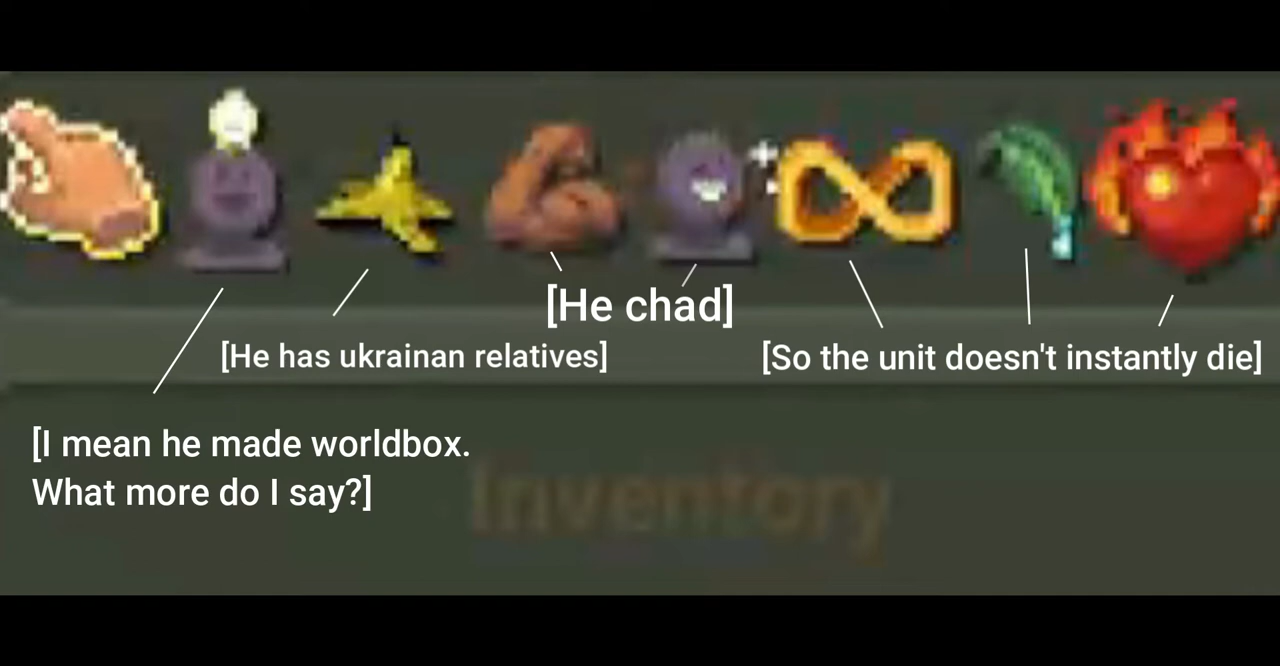 [He chad]
[He has ukrainan relatives]
[So the unit doesn't instantly die]
[I mean he made worldbox.
What more do I say?]
Inventory